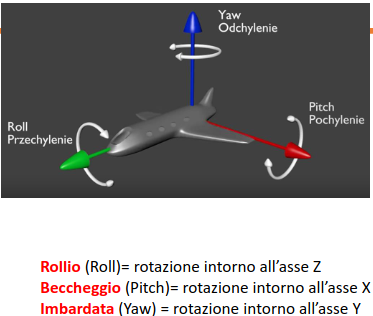 Yaw
Odchylenie
Pitch
Pochylenie
Roll
Przechylenie
Rollio (Roll)= rotazione intorno all'asse Z
Beccheggio (Pitch)= rotazione intorno all'asse X
Imbardata (Yaw) = rotazione intorno all'asse Y